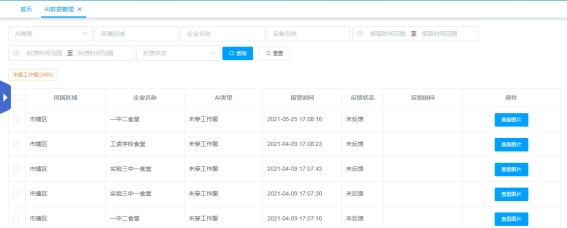 首页 AI数据管理 ×
AI类型 所属区域 企业名称 设备名称 报警时间范围 至 报警时间范围
反馈时间范围 至 反馈时间范围 反馈状态 查询 重置
所属区域 企业名称 AI类型 报警时间 反馈状态 反馈时间 操作
市辖区 一中二食堂 未穿工作服 2021-05-25 17:08:16 未反馈 查看图片
市辖区 工读学校食堂 未穿工作服 2021-04-09 17:08:23 未反馈 查看图片
市辖区 实验三中一食堂 未穿工作服 2021-04-09 17:07:43 未反馈 查看图片
市辖区 实验三中一食堂 未穿工作服 2021-04-09 17:07:30 未反馈 查看图片
市辖区 一中二食堂 未穿工作服 2021-04-09 17:07:10 未反馈 查看图片